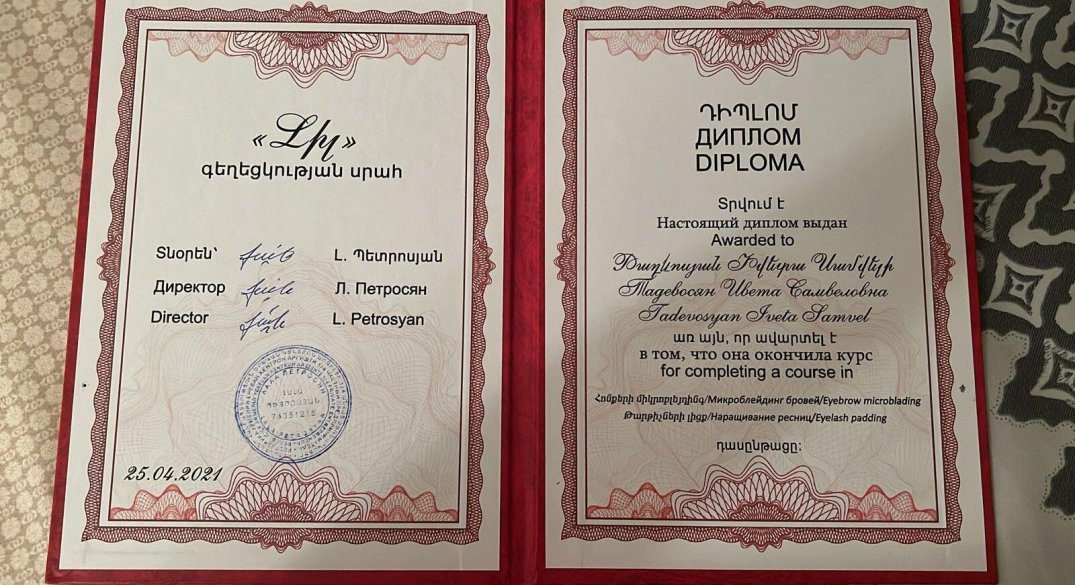 «Լիլ»
գեղեցկության սրահ
Տնօրեն՝ Լ. Պետրոսյան
Директор Л. Петросян
Director L. Petrosyan
25.04.2021
ԴԻՊԼՈՄ
ДИПЛОМ
DIPLOMA
Տրվում է
Настоящий диплом выдан
Awarded to
Թադևոսյան Իվետա Սամվելի
Тадевосян Ивета Самвеловна
Tadevosyan Iveta Samvel
առ այն, որ ավարտել է
в том, что она окончила курс
for completing a course in
Հոնքերի միկրոբլեյդինգ/Микроблейдинг бровей/Eyebrow microblading
Թարթիչների լիցք/Наращивание ресниц/Eyelash padding
դասընթացը: